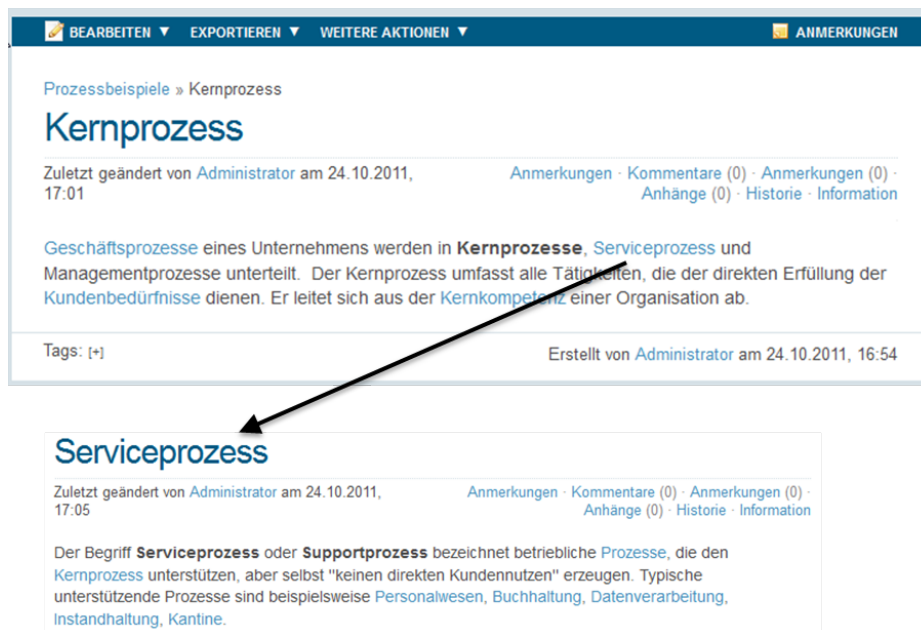 BEARBEITEN ▼ EXPORTIEREN ▼ WEITERE AKTIONEN ▼ ANMERKUNGEN
Prozessbeispiele » Kernprozess
Kernprozess
Zuletzt geändert von Administrator am 24.10.2011, 17:01
Anmerkungen · Kommentare (0) · Anmerkungen (0) ·
Anhänge (0) · Historie · Information
Geschäftsprozesse eines Unternehmens werden in Kernprozesse, Serviceprozess und
Managementprozesse unterteilt. Der Kernprozess umfasst alle Tätigkeiten, die der direkten Erfüllung der
Kundenbedürfnisse dienen. Er leitet sich aus der Kernkompetenz einer Organisation ab.
Tags: [+]
Erstellt von Administrator am 24.10.2011, 16:54
Serviceprozess
Zuletzt geändert von Administrator am 24.10.2011,
17:05
Anmerkungen · Kommentare (0) · Anmerkungen (0) ·
Anhänge (0) · Historie · Information
Der Begriff Serviceprozess oder Supportprozess bezeichnet betriebliche Prozesse, die den
Kernprozess unterstützen, aber selbst "keinen direkten Kundennutzen" erzeugen. Typische
unterstützende Prozesse sind beispielsweise Personalwesen, Buchhaltung, Datenverarbeitung,
Instandhaltung, Kantine.